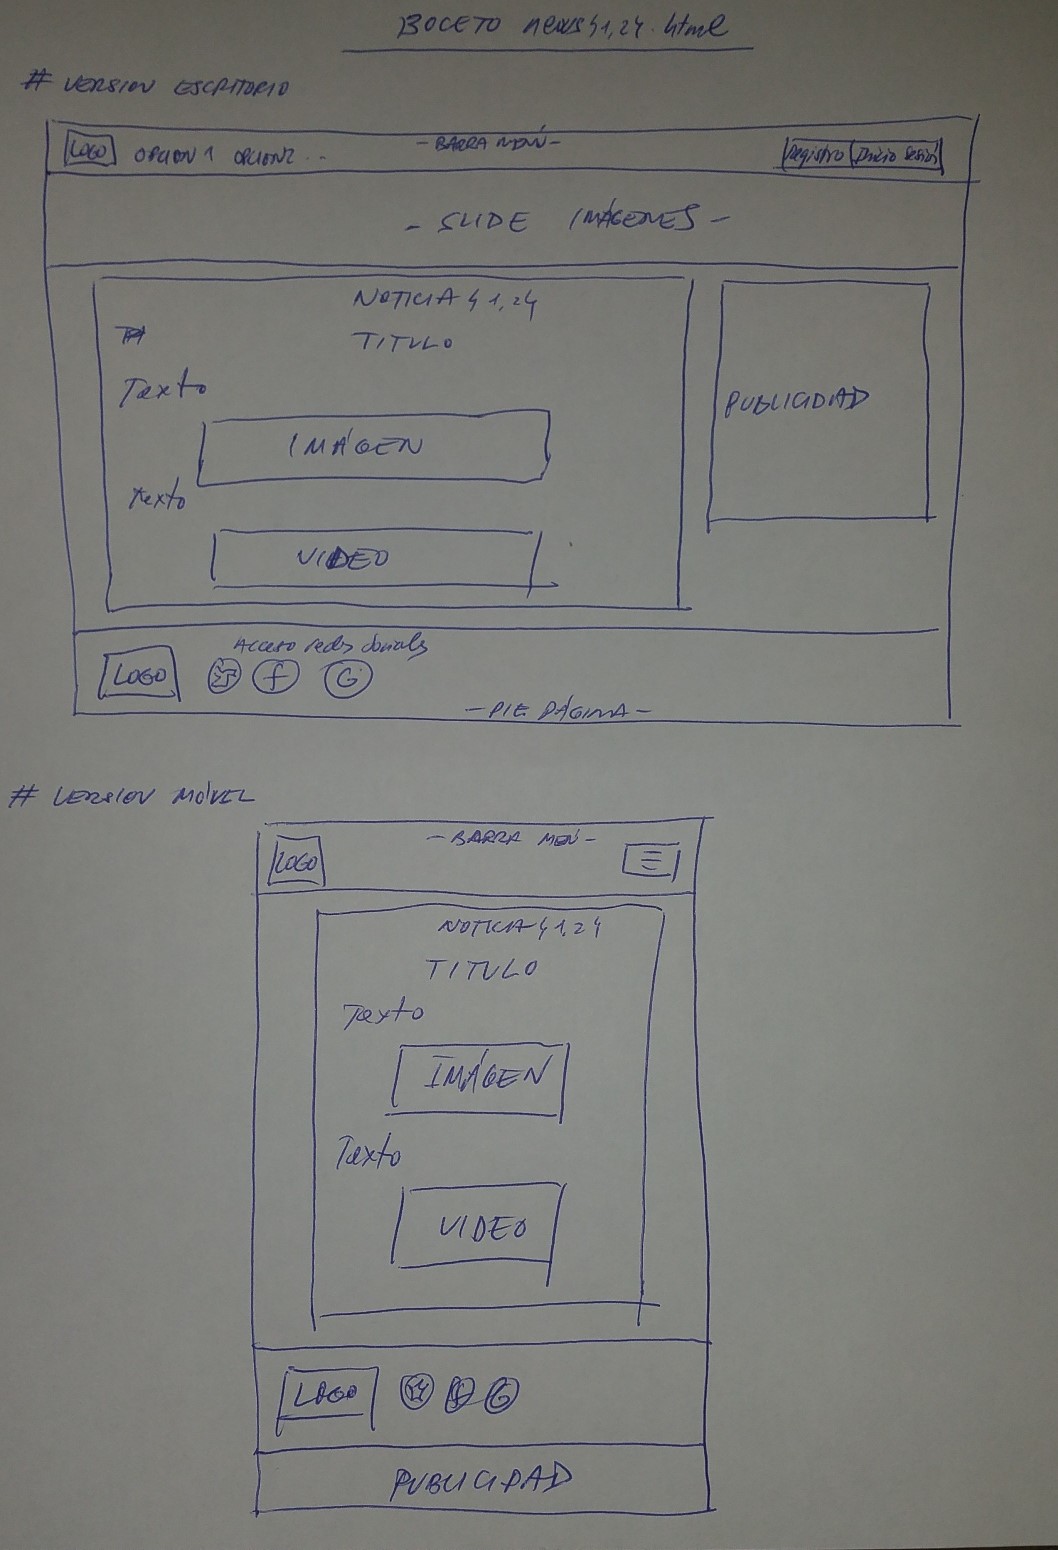 BOCETO news41,24.html
# VERSION ESCRITORIO
LOGO OPCION 1 OPCION2 ... - BARRA MENÚ - Registro Inicio Sesión
- SLIDE IMÁGENES -
NOTICIA 41,24
TITULO
Texto
IMÁGEN
Texto
VIDEO
PUBLICIDAD
Acceso redes sociales
LOGO f G
- PIE PÁGINA -
# VERSION MÓVIL
- BARRA MENÚ -
LOGO
NOTICIA 41,24
TITULO
Texto
IMÁGEN
Texto
VIDEO
LOGO f G
PUBLICIDAD